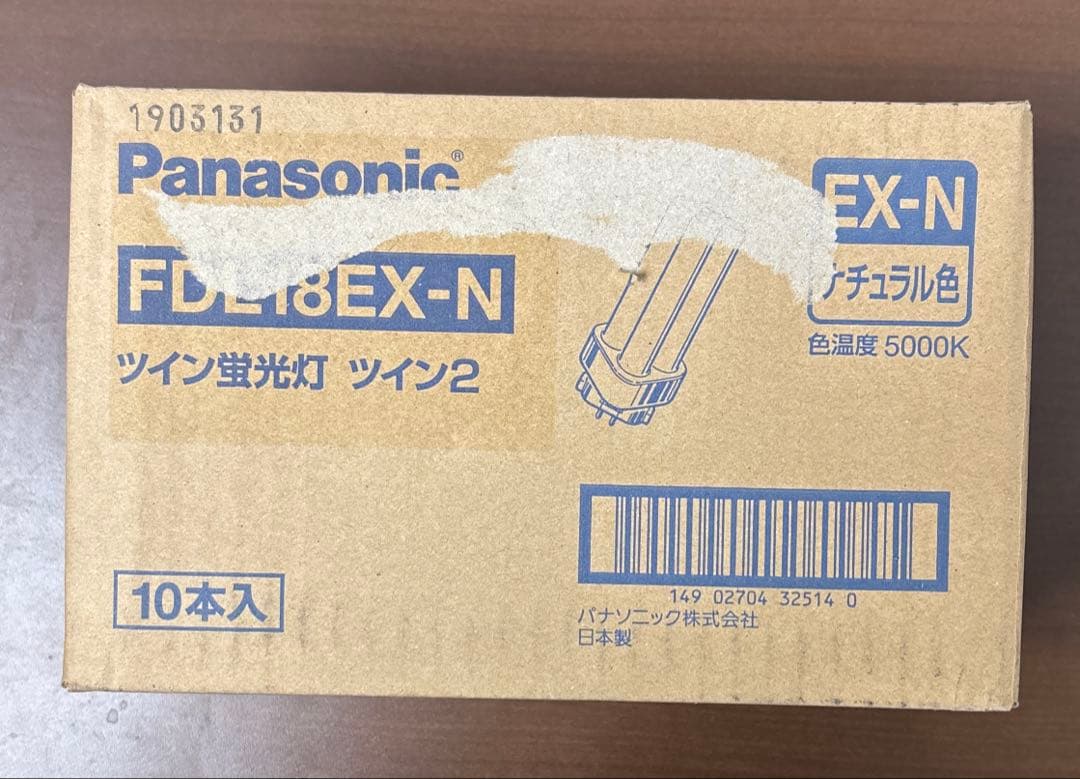 1903131
Panasonic®
EX-N
FDL18EX-N
ナチュラル色
色温度 5000K
ツイン蛍光灯 ツイン2
10本入
149 02704 32514 0
パナソニック株式会社
日本製